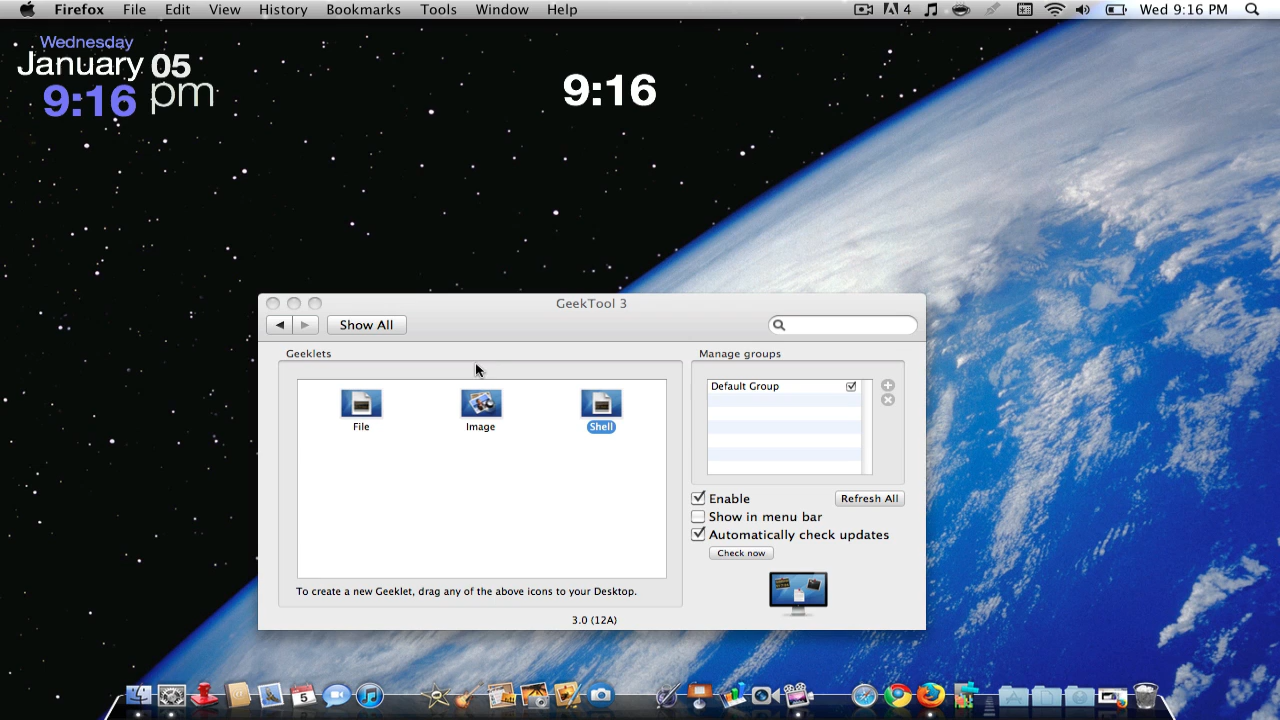 Firefox File Edit View History Bookmarks Tools Window Help 4 Wed 9:16 PM
Wednesday
January 05
9:16 pm
9:16
GeekTool 3
Show All
Geeklets
File Image Shell
To create a new Geeklet, drag any of the above icons to your Desktop.
Manage groups
Default Group
Enable
Refresh All
Show in menu bar
Automatically check updates
Check now
3.0 (12A)
5